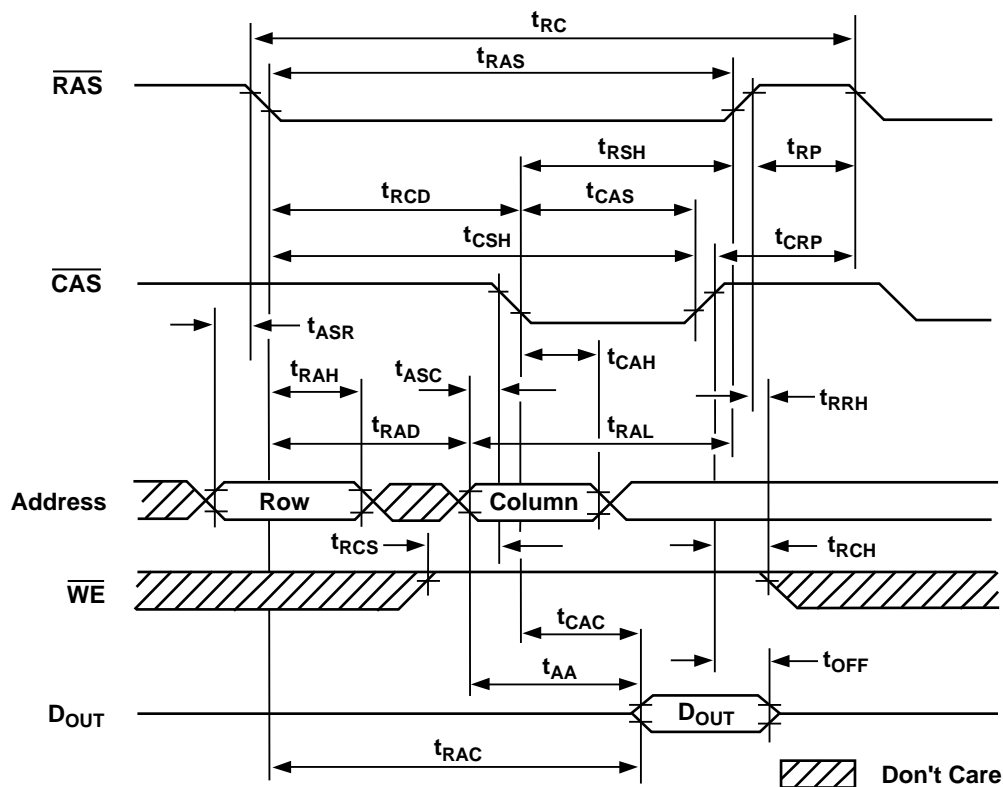 tRC
tRAS
RAS
tRSH
tRP
tRCD
tCAS
tCSH
tCRP
CAS
tASR
tRAH
tASC
tCAH
tRRH
tRAD
tRAL
Address
Row
Column
tRCS
tRCH
WE
tCAC
tAA
tOFF
DOUT
DOUT
tRAC
Don't Care